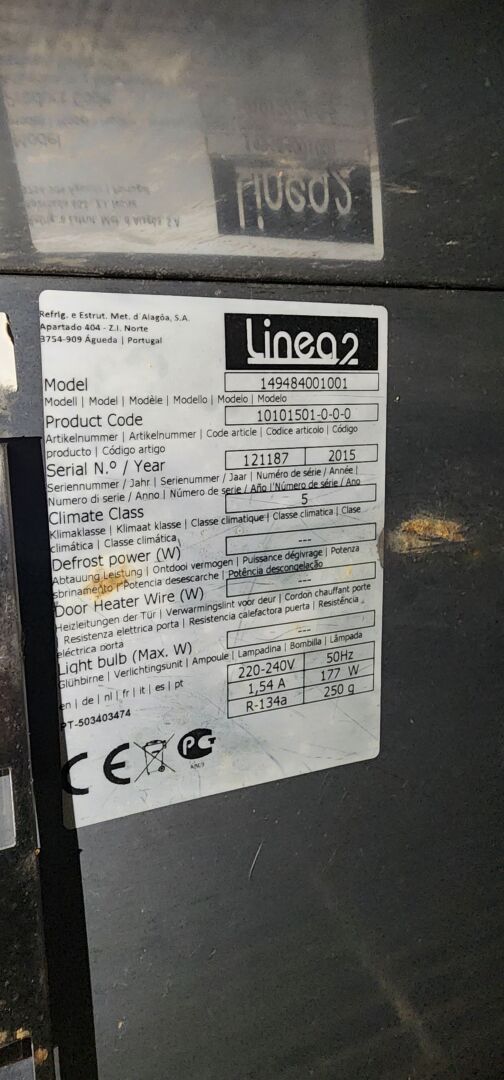 Refrig. e Estrut. Met. d Alagôa, S.A.
Apartado 404 - Z.I. Norte
3754-909 Águeda | Portugal
Linea2
Model
149484001001
Modell | Model | Modèle | Modello | Modelo | Modelo
Product Code
10101501-0-0-0
Artikelnummer | Artikelnummer | Code article | Codice articolo | Código
producto | Código artigo
Serial N.º / Year
121187 2015
Seriennummer / Jahr | Serienummer / Jaar | Numéro de série / Année |
Numero di serie / Anno | Número de serie / Año | Número de série / Ano
Climate Class
5
Klimaklasse | Klimaat klasse | Classe climatique | Classe climatica | Clase
climática | Classe climática
Defrost power (W)
---
Abtauung Leistung | Ontdooi vermogen | Puissance dégivrage | Potenza
sbrinamento | Potencia desescarche | Potência descongelação
Door Heater Wire (W)
---
Heizleitungen der Tür | Verwarmingslint voor deur | Cordon chauffant porte
| Resistenza elettrica porta | Resistencia calefactora puerta | Resistência
eléctrica porta
Light bulb (Max. W)
---
Glühbirne | Verlichtingsunit | Ampoule | Lampadina | Bombilla | Lâmpada
en | de | nl | fr | it | es | pt
220-240V 50Hz
1,54 A 177 W
R-134a 250 g
PT-503403474
CE